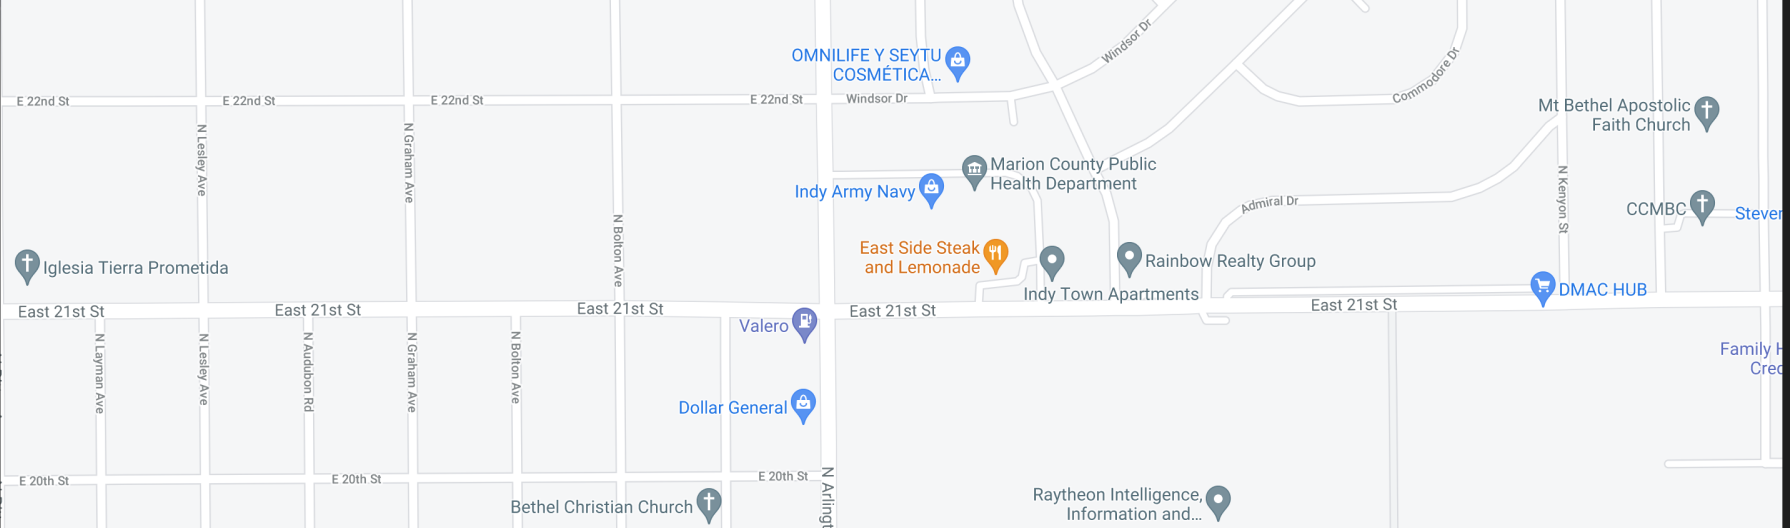 OMNILIFE Y SEYTU
COSMÉTICA...
Windsor Dr
Commodore Dr
E 22nd St
E 22nd St
E 22nd St
E 22nd St
Windsor Dr
Mt Bethel Apostolic
Faith Church
N Lesley Ave
N Graham Ave
N Bolton Ave
Marion County Public
Health Department
Indy Army Navy
N Kenyon St
Admiral Dr
CCMBC
Steven
East Side Steak
and Lemonade
Iglesia Tierra Prometida
Rainbow Realty Group
Indy Town Apartments
DMAC HUB
East 21st St
East 21st St
East 21st St
East 21st St
East 21st St
Valero
N Layman Ave
N Lesley Ave
N Audubon Rd
N Graham Ave
N Bolton Ave
Family H
Cred
Dollar General
E 20th St
E 20th St
E 20th St
N Arlingt
Bethel Christian Church
Raytheon Intelligence,
Information and...